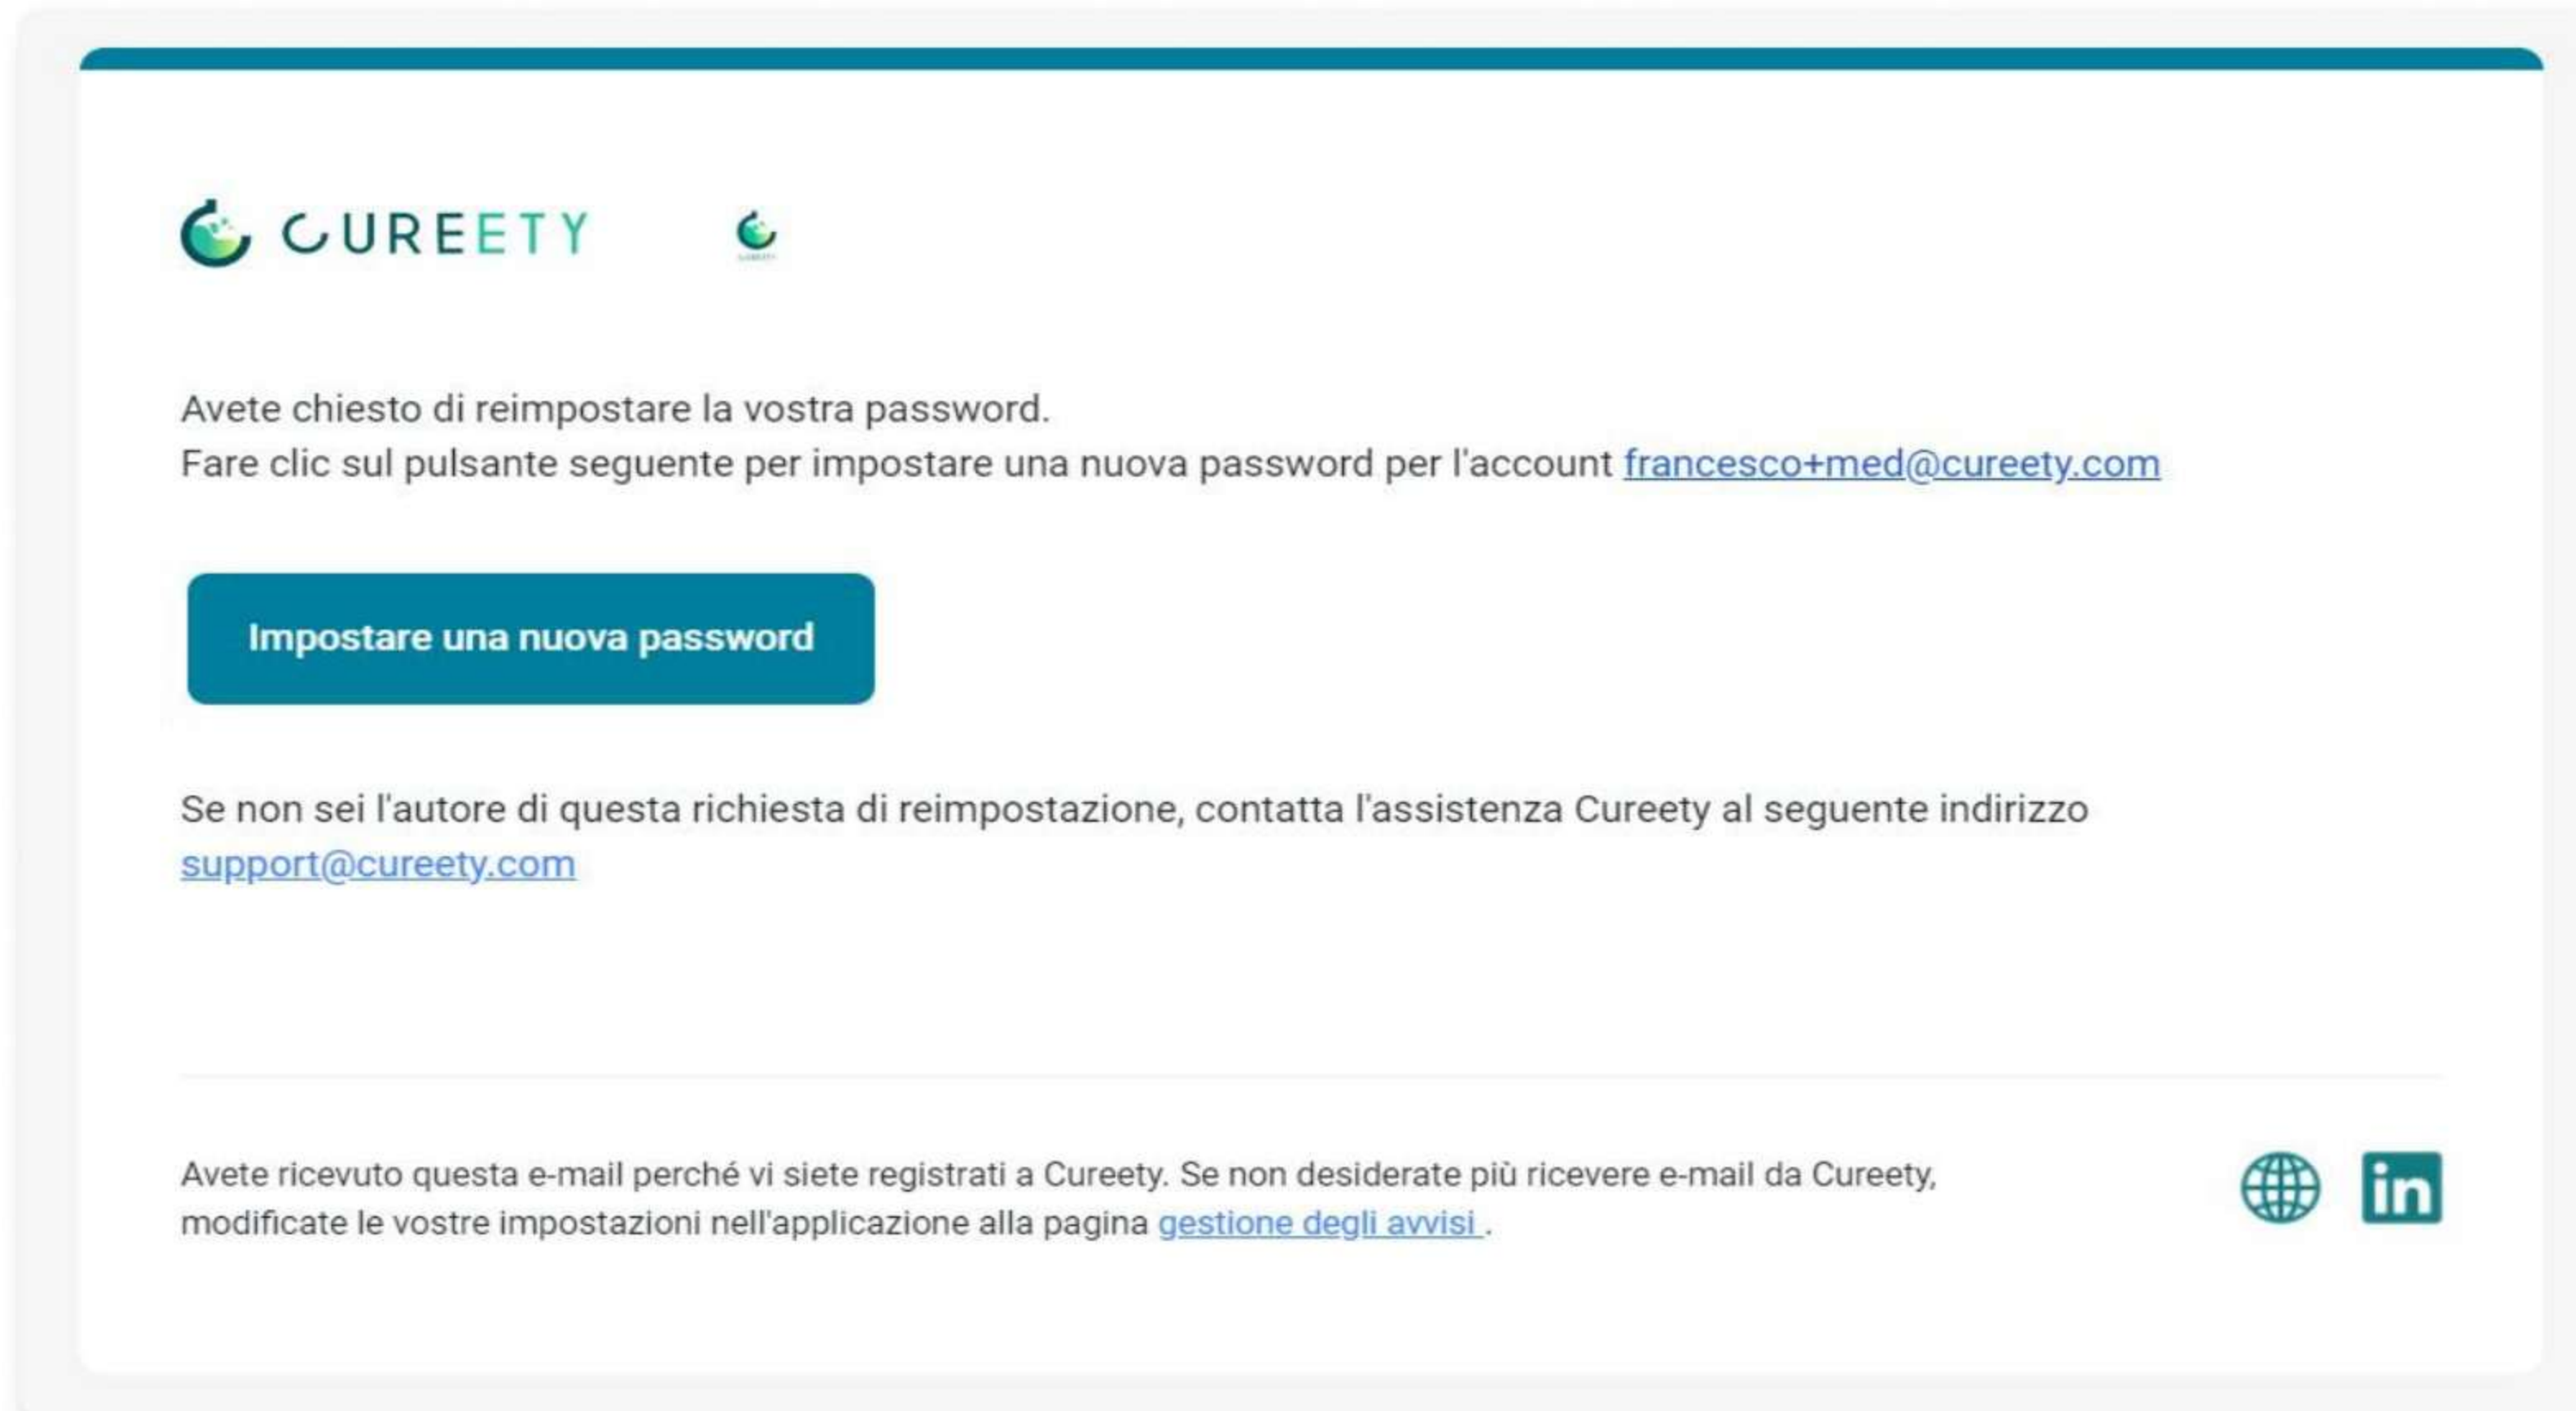 CUREETY
Avete chiesto di reimpostare la vostra password.
Fare clic sul pulsante seguente per impostare una nuova password per l'account francesco+med@cureety.com
Impostare una nuova password
Se non sei l'autore di questa richiesta di reimpostazione, contatta l'assistenza Cureety al seguente indirizzo
support@cureety.com
Avete ricevuto questa e-mail perché vi siete registrati a Cureety. Se non desiderate più ricevere e-mail da Cureety,
modificate le vostre impostazioni nell'applicazione alla pagina gestione degli avvisi .
in